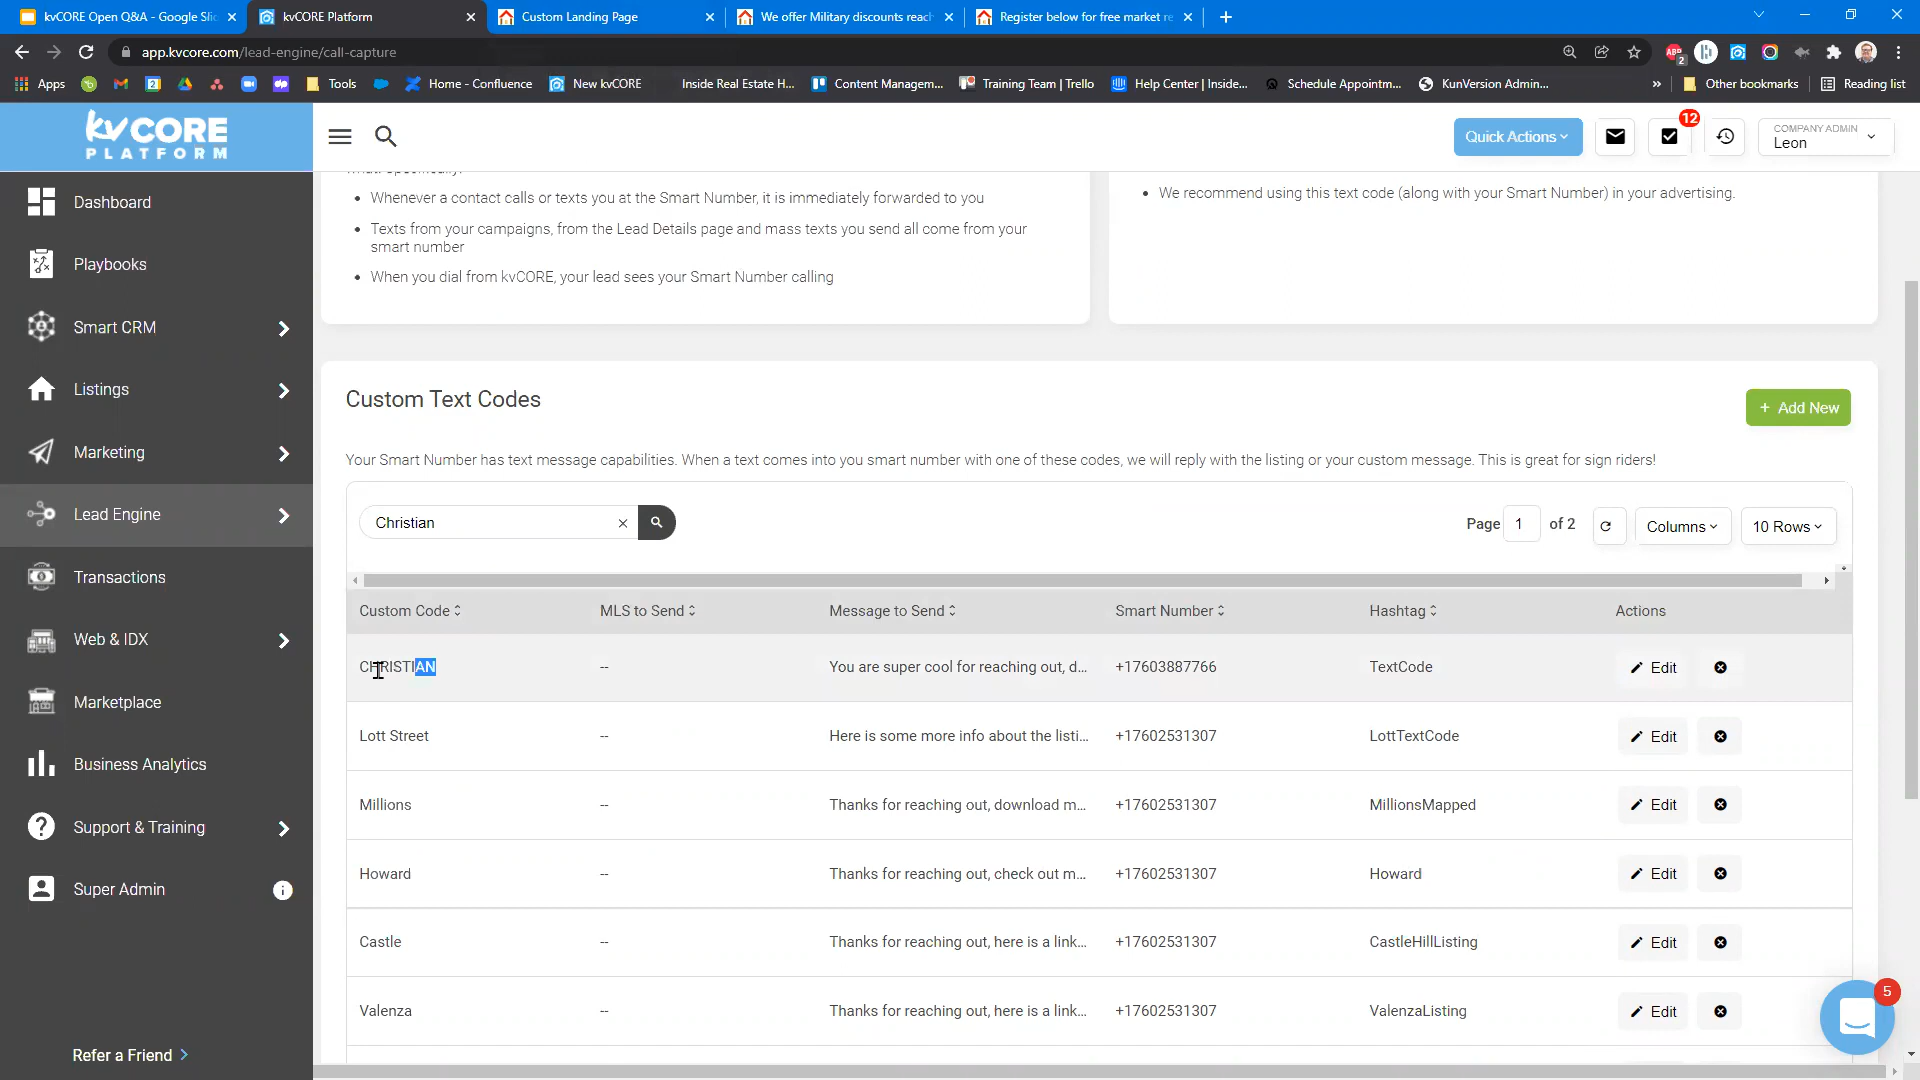 kvCORE Open Q&A - Google Slic
kvCORE Platform
Custom Landing Page
We offer Military discounts reach
Register below for free market re
app.kvcore.com/lead-engine/call-capture
Apps
Tools
Home - Confluence
New kvCORE
Inside Real Estate H...
Content Managem...
Training Team | Trello
Help Center | Inside...
Schedule Appointm...
KunVersion Admin...
Other bookmarks
Reading list
kvCORE
PLATFORM
Quick Actions
12
COMPANY ADMIN
Leon
Dashboard
Playbooks
Smart CRM
Listings
Marketing
Lead Engine
Transactions
Web & IDX
Marketplace
Business Analytics
Support & Training
Super Admin
Refer a Friend
Whenever a contact calls or texts you at the Smart Number, it is immediately forwarded to you
Texts from your campaigns, from the Lead Details page and mass texts you send all come from your
smart number
When you dial from kvCORE, your lead sees your Smart Number calling
We recommend using this text code (along with your Smart Number) in your advertising.
Custom Text Codes
+ Add New
Your Smart Number has text message capabilities. When a text comes into you smart number with one of these codes, we will reply with the listing or your custom message. This is great for sign riders!
Christian
Page 1 of 2
Columns
10 Rows
Custom Code MLS to Send Message to Send Smart Number Hashtag Actions
CHRISTIAN -- You are super cool for reaching out, d... +17603887766 TextCode Edit
Lott Street -- Here is some more info about the listi... +17602531307 LottTextCode Edit
Millions -- Thanks for reaching out, download m... +17602531307 MillionsMapped Edit
Howard -- Thanks for reaching out, check out m... +17602531307 Howard Edit
Castle -- Thanks for reaching out, here is a link... +17602531307 CastleHillListing Edit
Valenza -- Thanks for reaching out, here is a link... +17602531307 ValenzaListing Edit
5